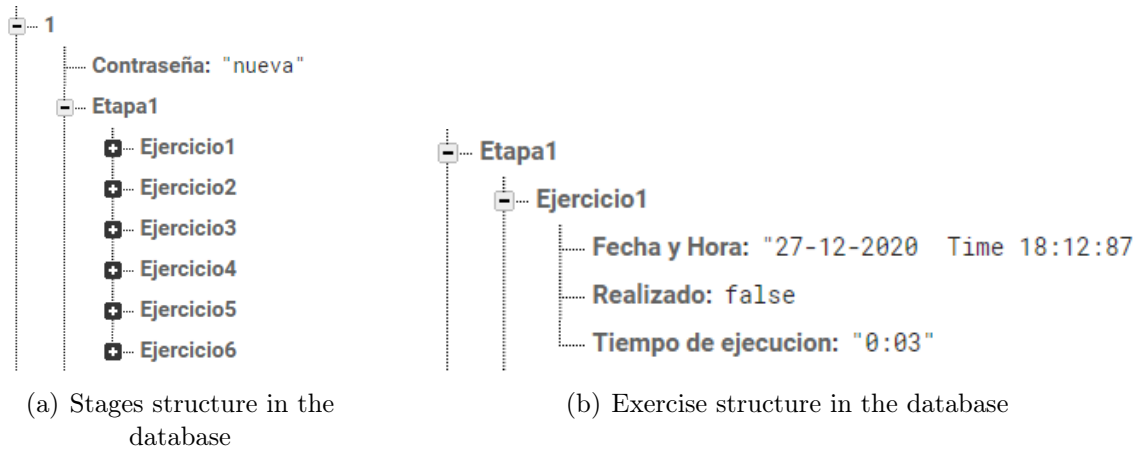 1
Contraseña: "nueva"
Etapa1
Ejercicio1
Ejercicio2
Ejercicio3
Ejercicio4
Ejercicio5
Ejercicio6
(a) Stages structure in the
database
Etapa1
Ejercicio1
Fecha y Hora: "27-12-2020 Time 18:12:87
Realizado: false
Tiempo de ejecucion: "0:03"
(b) Exercise structure in the database